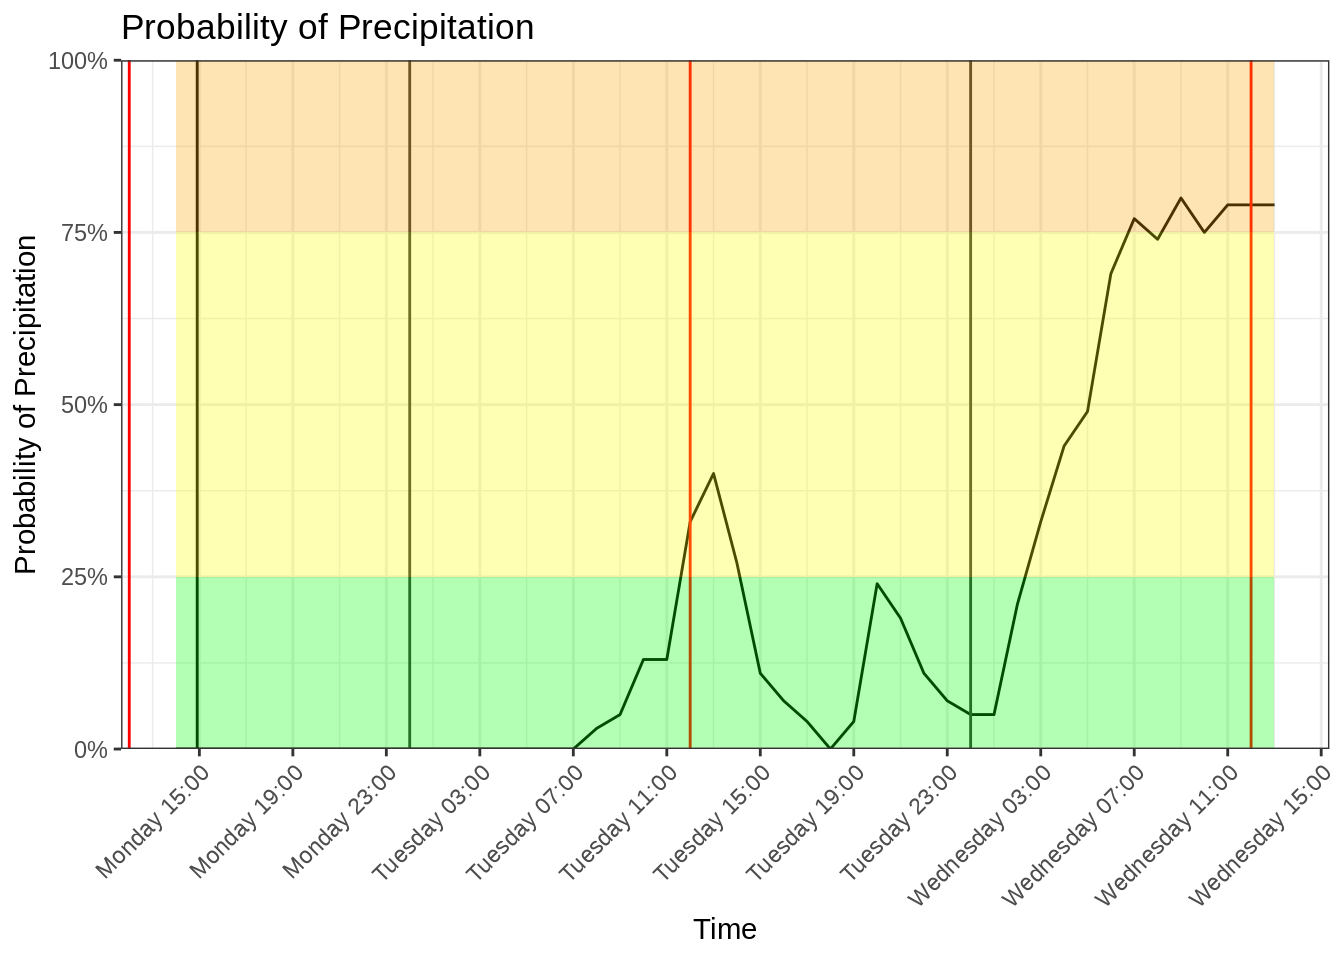 Probability of Precipitation
Probability of Precipitation
100%
75%
50%
25%
0%
Monday 15:00
Monday 19:00
Monday 23:00
Tuesday 03:00
Tuesday 07:00
Tuesday 11:00
Tuesday 15:00
Tuesday 19:00
Tuesday 23:00
Wednesday 03:00
Wednesday 07:00
Wednesday 11:00
Wednesday 15:00
Time